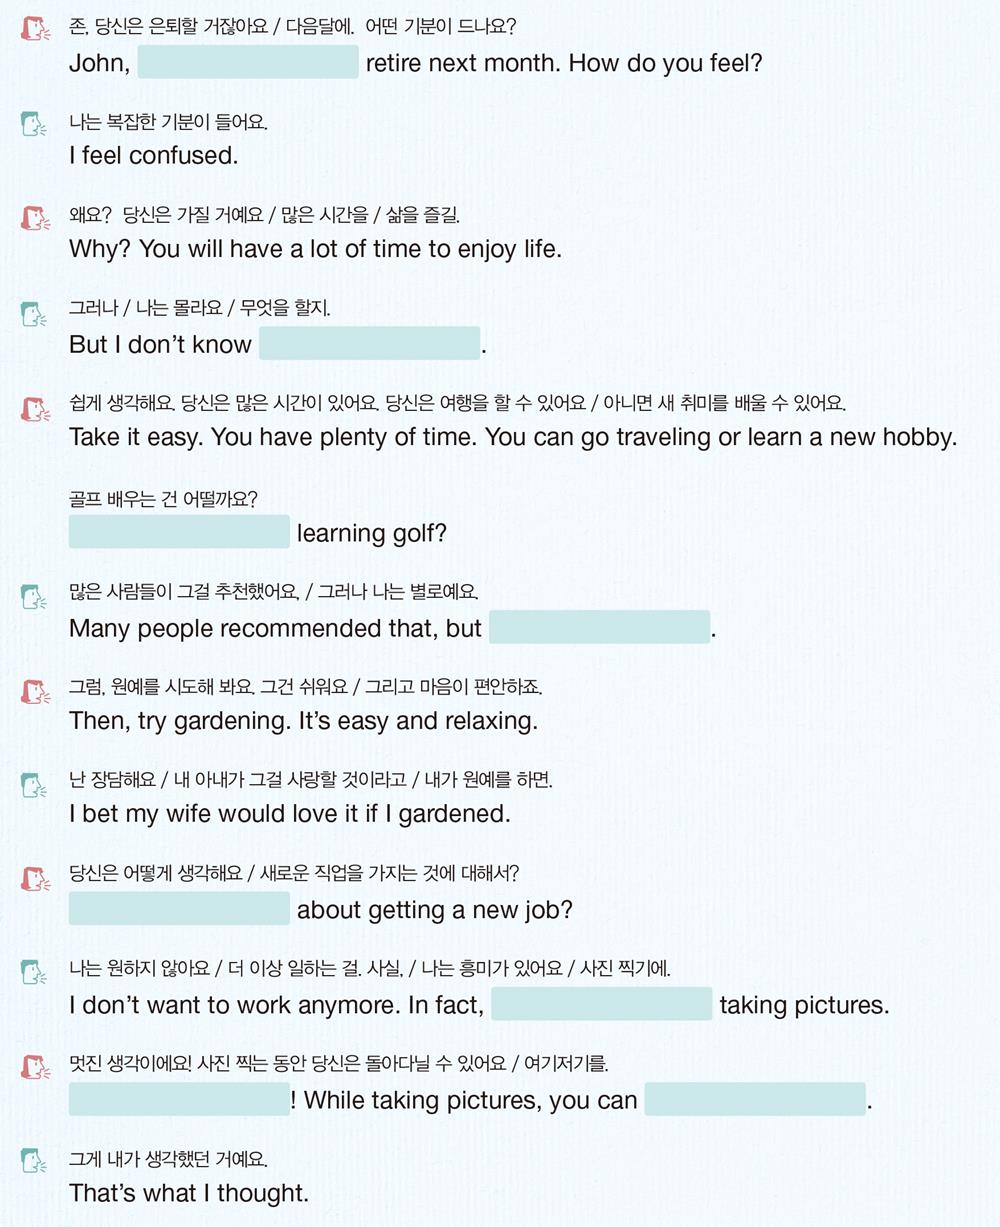 존, 당신은 은퇴할 거잖아요 / 다음달에. 어떤 기분이 드나요?
John, retire next month. How do you feel?
나는 복잡한 기분이 들어요.
I feel confused.
왜요? 당신은 가질 거예요 / 많은 시간을 / 삶을 즐길.
Why? You will have a lot of time to enjoy life.
그러나 / 나는 몰라요 / 무엇을 할지.
But I don’t know .
쉽게 생각해요. 당신은 많은 시간이 있어요. 당신은 여행을 할 수 있어요 / 아니면 새 취미를 배울 수 있어요.
Take it easy. You have plenty of time. You can go traveling or learn a new hobby.
골프 배우는 건 어떨까요?
learning golf?
많은 사람들이 그걸 추천했어요, / 그러나 나는 별로예요.
Many people recommended that, but .
그럼, 원예를 시도해 봐요. 그건 쉬워요 / 그리고 마음이 편안하죠.
Then, try gardening. It’s easy and relaxing.
난 장담해요 / 내 아내가 그걸 사랑할 것이라고 / 내가 원예를 하면.
I bet my wife would love it if I gardened.
당신은 어떻게 생각해요 / 새로운 직업을 가지는 것에 대해서?
about getting a new job?
나는 원하지 않아요 / 더 이상 일하는 걸. 사실, / 나는 흥미가 있어요 / 사진 찍기에.
I don’t want to work anymore. In fact, taking pictures.
멋진 생각이에요! 사진 찍는 동안 당신은 돌아다닐 수 있어요 / 여기저기를.
! While taking pictures, you can .
그게 내가 생각했던 거예요.
That’s what I thought.